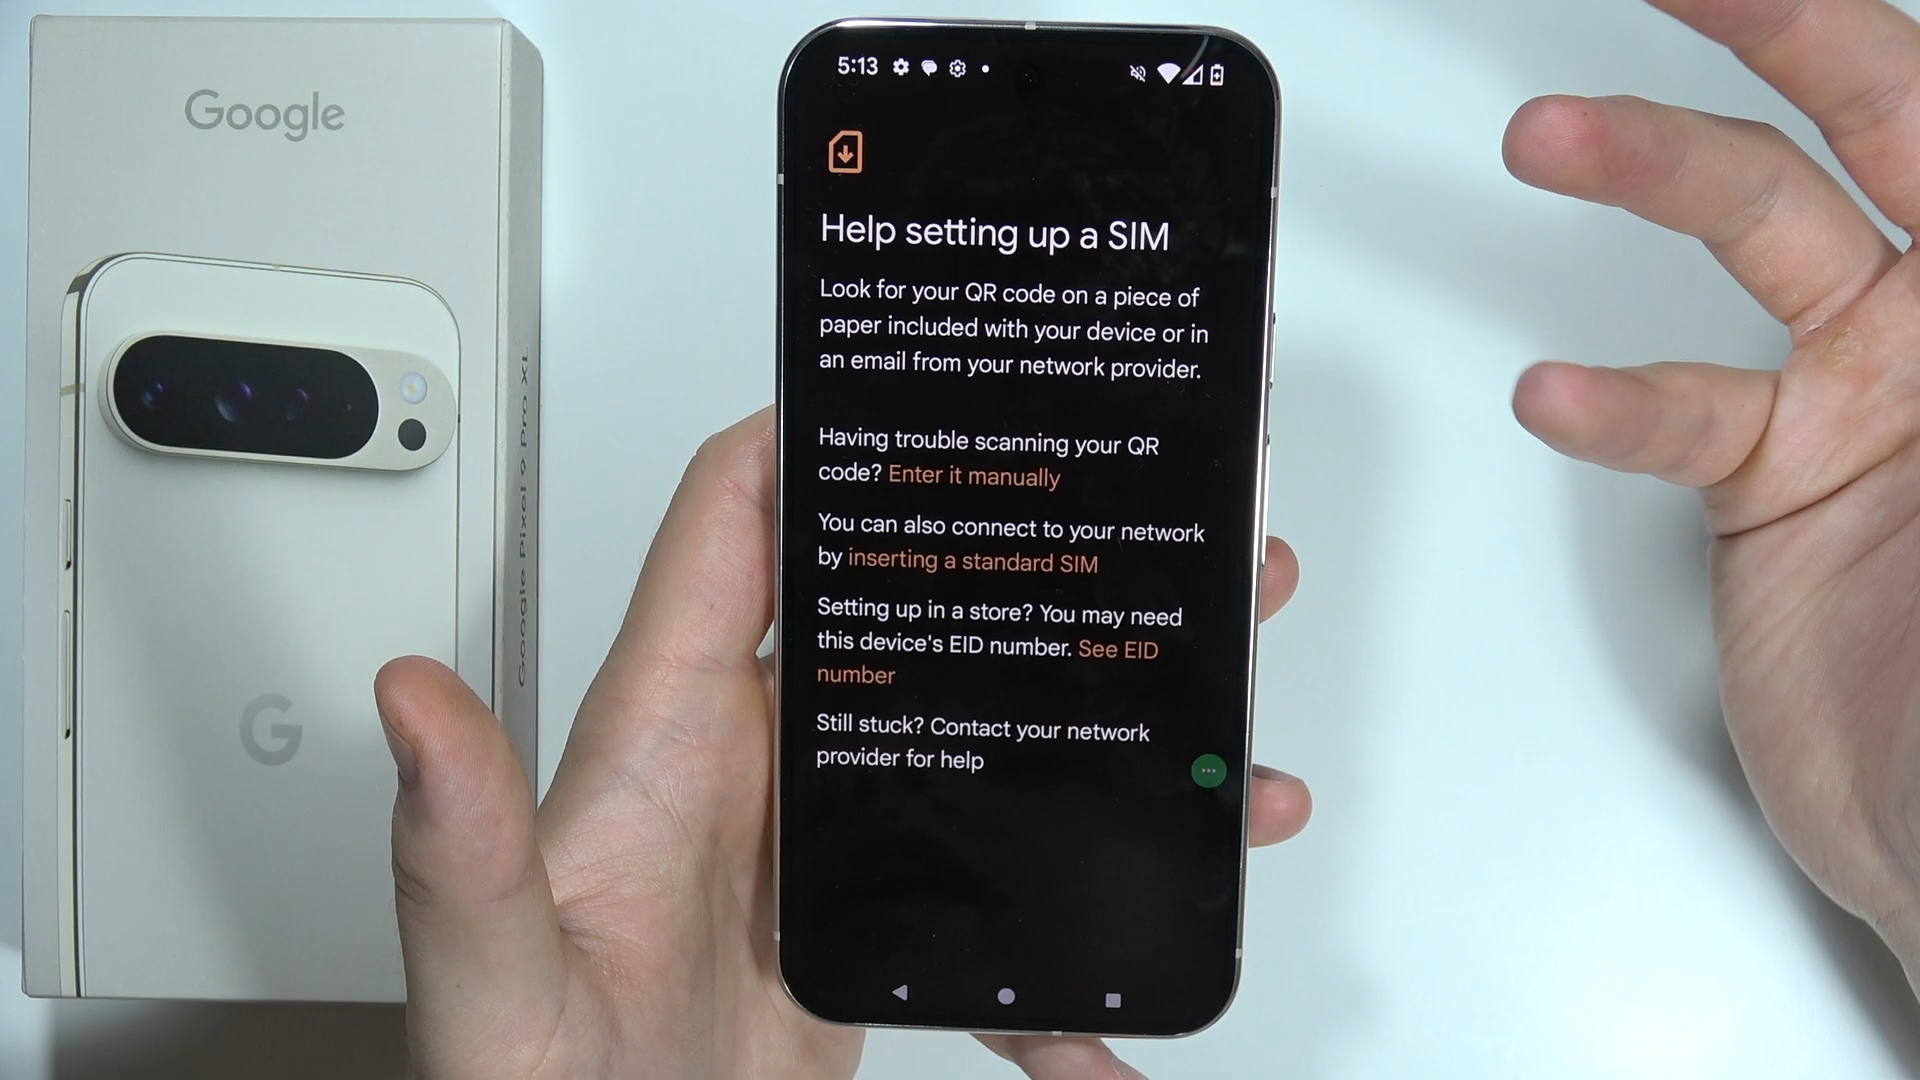 Google
Google Pixel 9 Pro XL
G
5:13
Help setting up a SIM
Look for your QR code on a piece of
paper included with your device or in
an email from your network provider.
Having trouble scanning your QR
code? Enter it manually
You can also connect to your network
by inserting a standard SIM
Setting up in a store? You may need
this device's EID number. See EID
number
Still stuck? Contact your network
provider for help